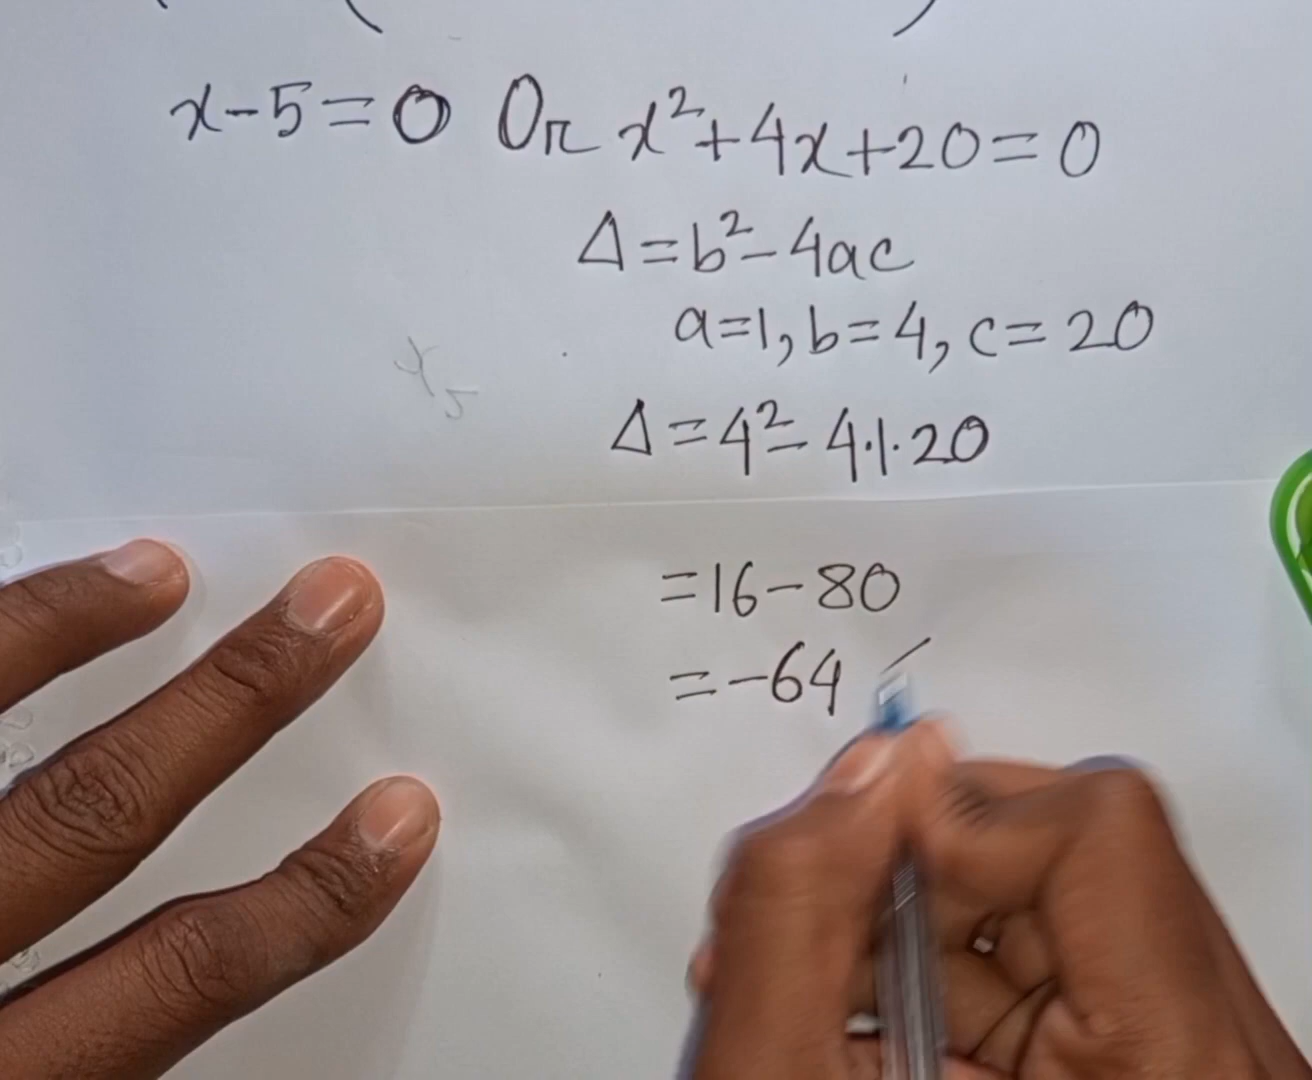 x-5=0 Or x²+4x+20=0
Δ=b²-4ac
a=1, b=4, c=20
Δ=4²-4·1·20
=16-80
=-64